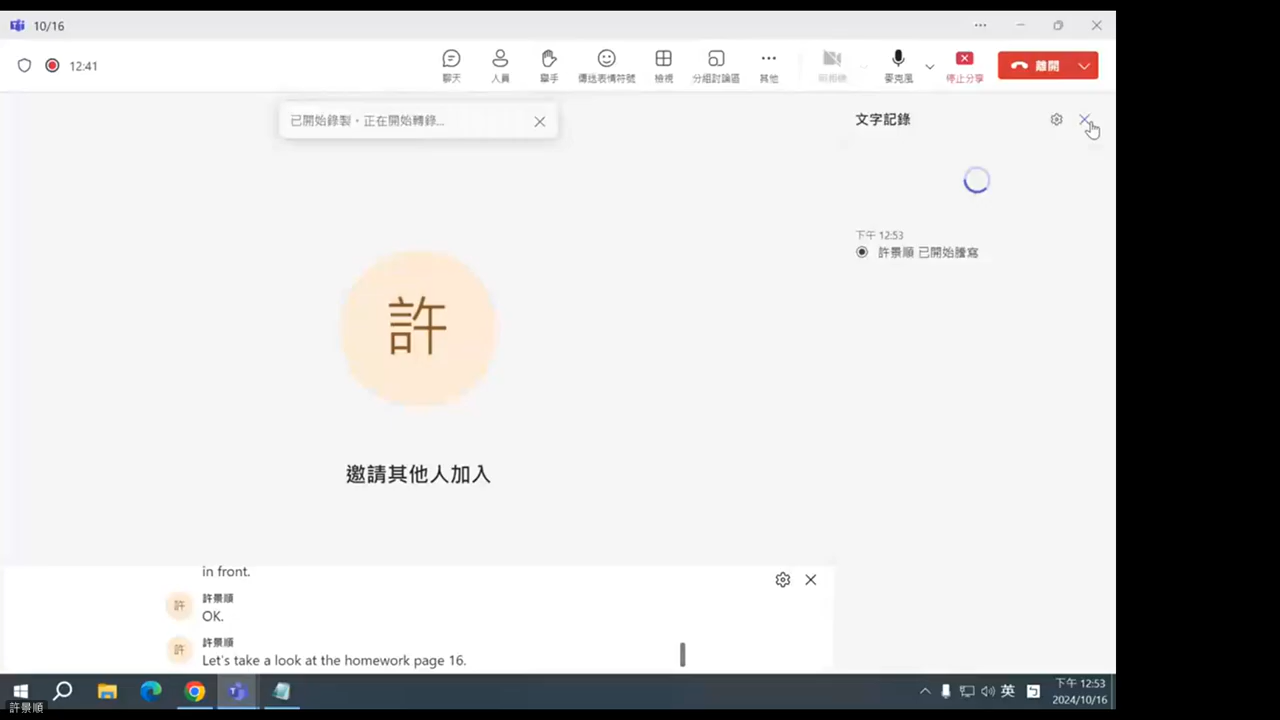 10/16
12:41
聊天
人員
舉手
傳送表情符號
檢視
分組討論區
其他
照相機
麥克風
停止分享
離開
已開始錄製。正在開始轉錄...
文字記錄
下午 12:53
許景順 已開始謄寫
許
邀請其他人加入
in front.
許
許景順
OK.
許
許景順
Let's take a look at the homework page 16.
英
下午 12:53
2024/10/16
許景順